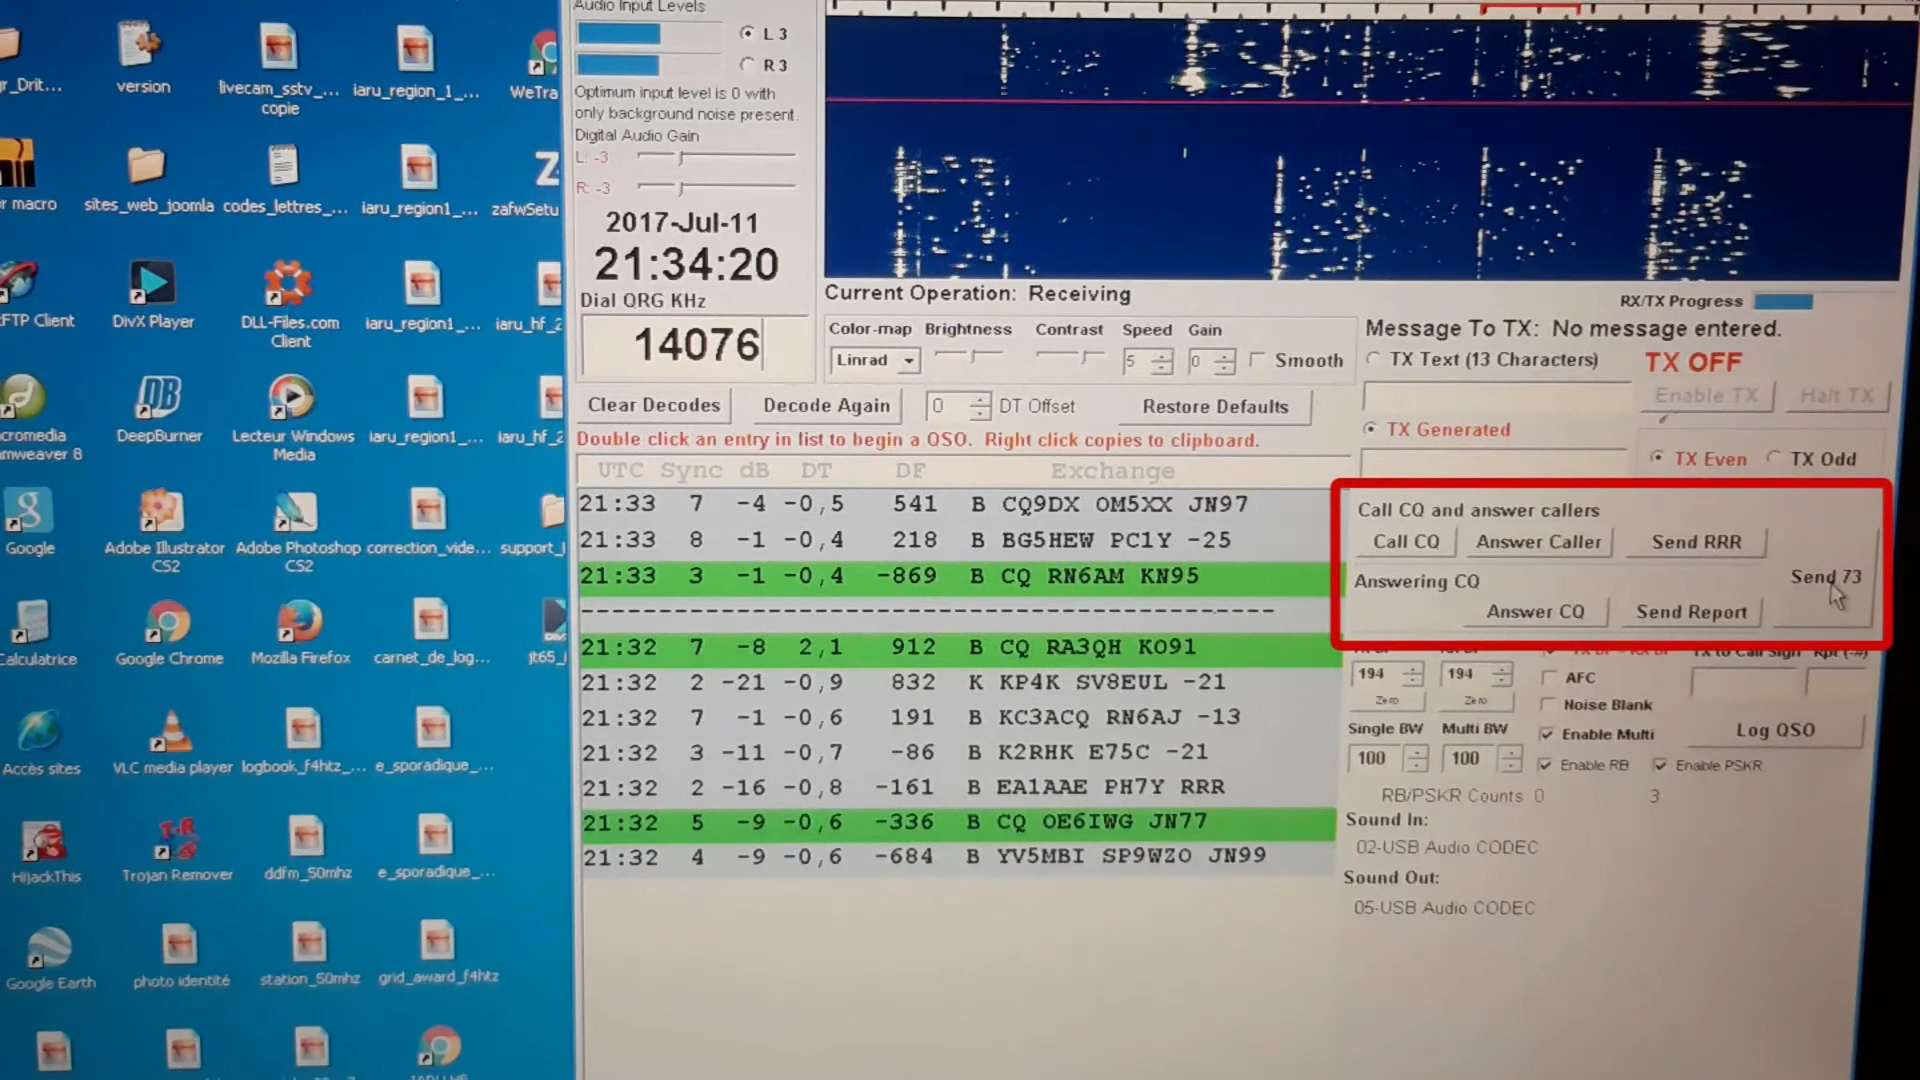 r_Drit...
version
livecam_sstv_...
copie
iaru_region_1_...
WeTra
r macro
sites_web_joomla
codes_lettres_...
iaru_region1_...
zafwSetu
FTP Client
DivX Player
DLL-Files.com
Client
iaru_region1_...
iaru_hf_2
cromedia
mweaver 8
DeepBurner
Lecteur Windows
Media
iaru_region1_...
iaru_hf_2
Google
Adobe Illustrator
CS2
Adobe Photoshop
CS2
correction_vide...
support_l
Calculatrice
Google Chrome
Mozilla Firefox
carnet_de_log...
jt65_
Accès sites
VLC media player
logbook_f4htz_...
e_sporadique_...
HijackThis
Trojan Remover
ddfm_50mhz
e_sporadique_...
Google Earth
photo identité
station_50mhz
grid_award_f4htz
Audio Input Levels
L 3
R 3
Optimum input level is 0 with
only background noise present.
Digital Audio Gain
L: -3
R: -3
2017-Jul-11
21:34:20
Dial QRG KHz
14076
Current Operation: Receiving
RX/TX Progress
Color-map Brightness Contrast Speed Gain
Linrad 5 0 Smooth
Message To TX: No message entered.
TX Text (13 Characters)
TX OFF
Enable TX Halt TX
TX Generated
TX Even TX Odd
Clear Decodes Decode Again 0 DT Offset Restore Defaults
Double click an entry in list to begin a QSO. Right click copies to clipboard.
UTC Sync dB DT DF Exchange
21:33 7 -4 -0,5 541 B CQ9DX OM5XX JN97
21:33 8 -1 -0,4 218 B BG5HEW PC1Y -25
21:33 3 -1 -0,4 -869 B CQ RN6AM KN95
21:32 7 -8 2,1 912 B CQ RA3QH KO91
21:32 2 -21 -0,9 832 K KP4K SV8EUL -21
21:32 7 -1 -0,6 191 B KC3ACQ RN6AJ -13
21:32 3 -11 -0,7 -86 B K2RHK E75C -21
21:32 2 -16 -0,8 -161 B EA1AAE PH7Y RRR
21:32 5 -9 -0,6 -336 B CQ OE6IWG JN77
21:32 4 -9 -0,6 -684 B YV5MBI SP9WZO JN99
Call CQ and answer callers
Call CQ Answer Caller Send RRR
Answering CQ
Send 73
Answer CQ Send Report
TX to Call Sign Rpt (-#)
194 194 AFC
Zero Zero
Noise Blank
Single BW Multi BW
Enable Multi
Log QSO
100 100
Enable RB Enable PSKR
RB/PSKR Counts 0 3
Sound In:
02-USB Audio CODEC
Sound Out:
05-USB Audio CODEC